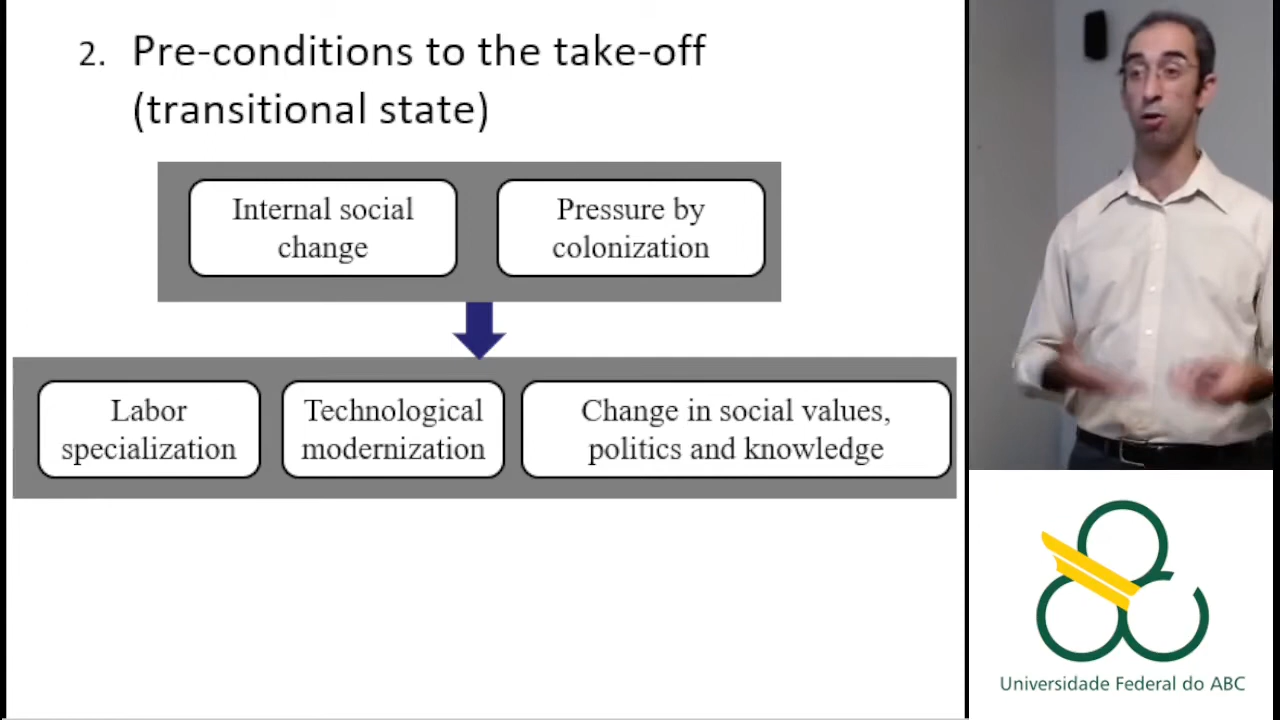 2. Pre-conditions to the take-off
(transitional state)
Internal social
change
Pressure by
colonization
Labor
specialization
Technological
modernization
Change in social values,
politics and knowledge
Universidade Federal do ABC